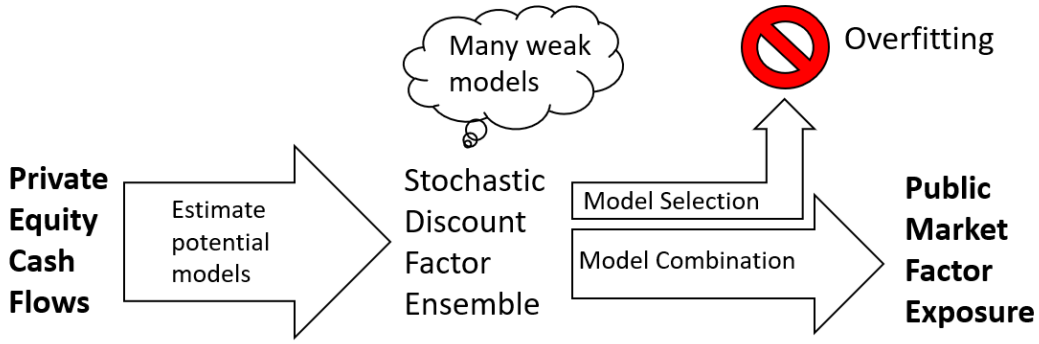 Many weak
models
Overfitting
Private
Equity
Cash
Flows
Estimate
potential
models
Stochastic
Discount
Factor
Ensemble
Model Selection
Model Combination
Public
Market
Factor
Exposure